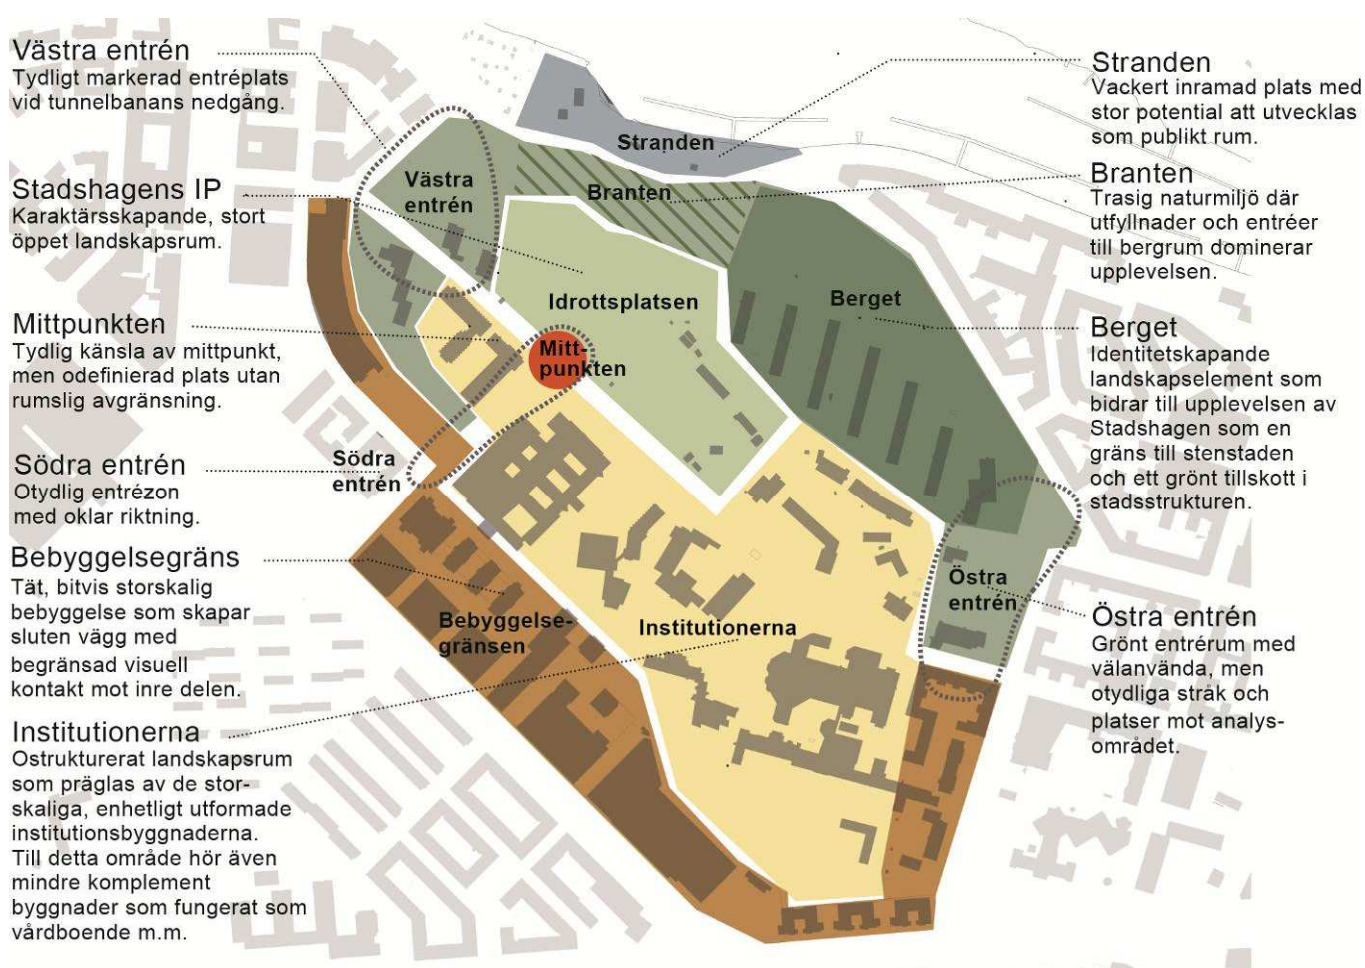 Västra entrén
Tydligt markerad entréplats
vid tunnelbanans nedgång.
Stadshagens IP
Karaktärsskapande, stort
öppet landskapsrum.
Mittpunkten
Tydlig känsla av mittpunkt,
men odefinierad plats utan
rumslig avgränsning.
Södra entrén
Otydlig entrézon
med oklar riktning.
Bebyggelsegräns
Tät, bitvis storskalig
bebyggelse som skapar
sluten vägg med
begränsad visuell
kontakt mot inre delen.
Institutionerna
Ostrukturerat landskapsrum
som präglas av de stor-
skaliga, enhetligt utformade
institutionsbyggnaderna.
Till detta område hör även
mindre komplement
byggnader som fungerat som
vårdboende m.m.
Stranden
Västra
entrén
Branten
Idrottsplatsen
Berget
Mitt-
punkten
Södra
entrén
Östra
entrén
Bebyggelse-
gränsen
Institutionerna
Stranden
Vackert inramad plats med
stor potential att utvecklas
som publikt rum.
Branten
Trasig naturmiljö där
utfyllnader och entréer
till bergrum dominerar
upplevelsen.
Berget
Identitetskapande
landskapselement som
bidrar till upplevelsen av
Stadshagen som en
gräns till stenstaden
och ett grönt tillskott i
stadsstrukturen.
Östra entrén
Grönt entrérum med
välanvända, men
otydliga stråk och
platser mot analys-
området.